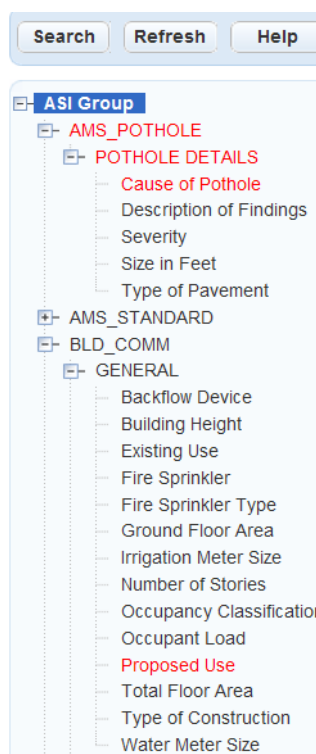 Search Refresh Help
ASI Group
AMS_POTHOLE
POTHOLE DETAILS
Cause of Pothole
Description of Findings
Severity
Size in Feet
Type of Pavement
AMS_STANDARD
BLD_COMM
GENERAL
Backflow Device
Building Height
Existing Use
Fire Sprinkler
Fire Sprinkler Type
Ground Floor Area
Irrigation Meter Size
Number of Stories
Occupancy Classification
Occupant Load
Proposed Use
Total Floor Area
Type of Construction
Water Meter Size